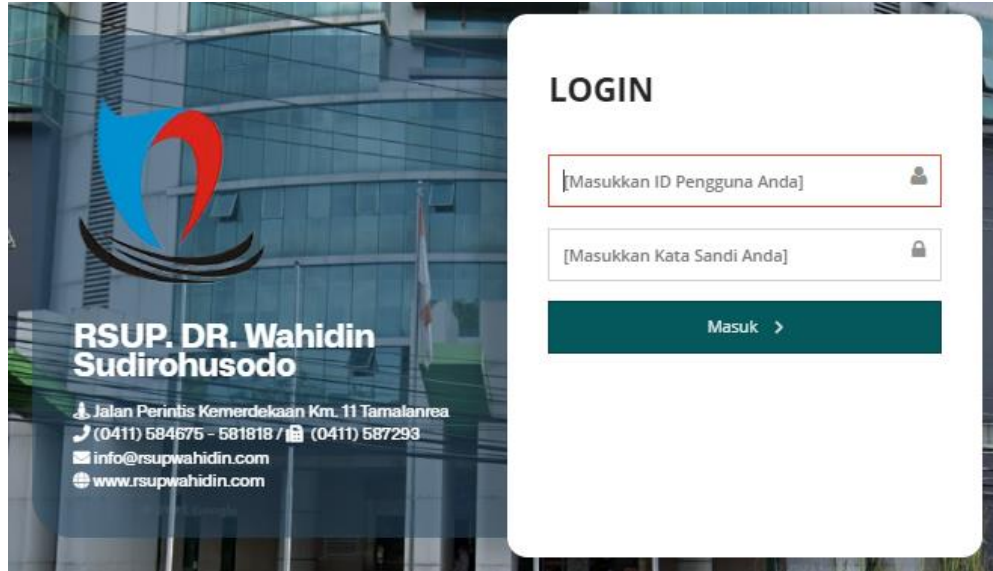 RSUP. DR. Wahidin
Sudirohusodo
Jalan Perintis Kemerdekaan Km. 11 Tamalanrea
(0411) 584675 - 581818 / (0411) 587293
info@rsupwahidin.com
www.rsupwahidin.com
LOGIN
[Masukkan ID Pengguna Anda]
[Masukkan Kata Sandi Anda]
Masuk >